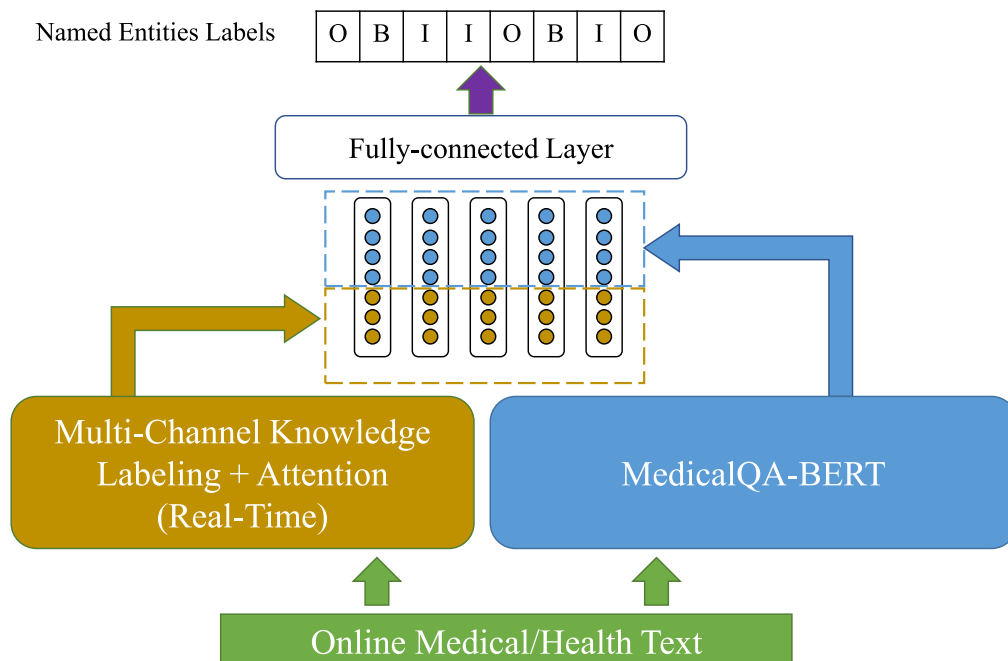 Named Entities Labels
O B I I O B I O
Fully-connected Layer
Multi-Channel Knowledge
Labeling + Attention
(Real-Time)
MedicalQA-BERT
Online Medical/Health Text